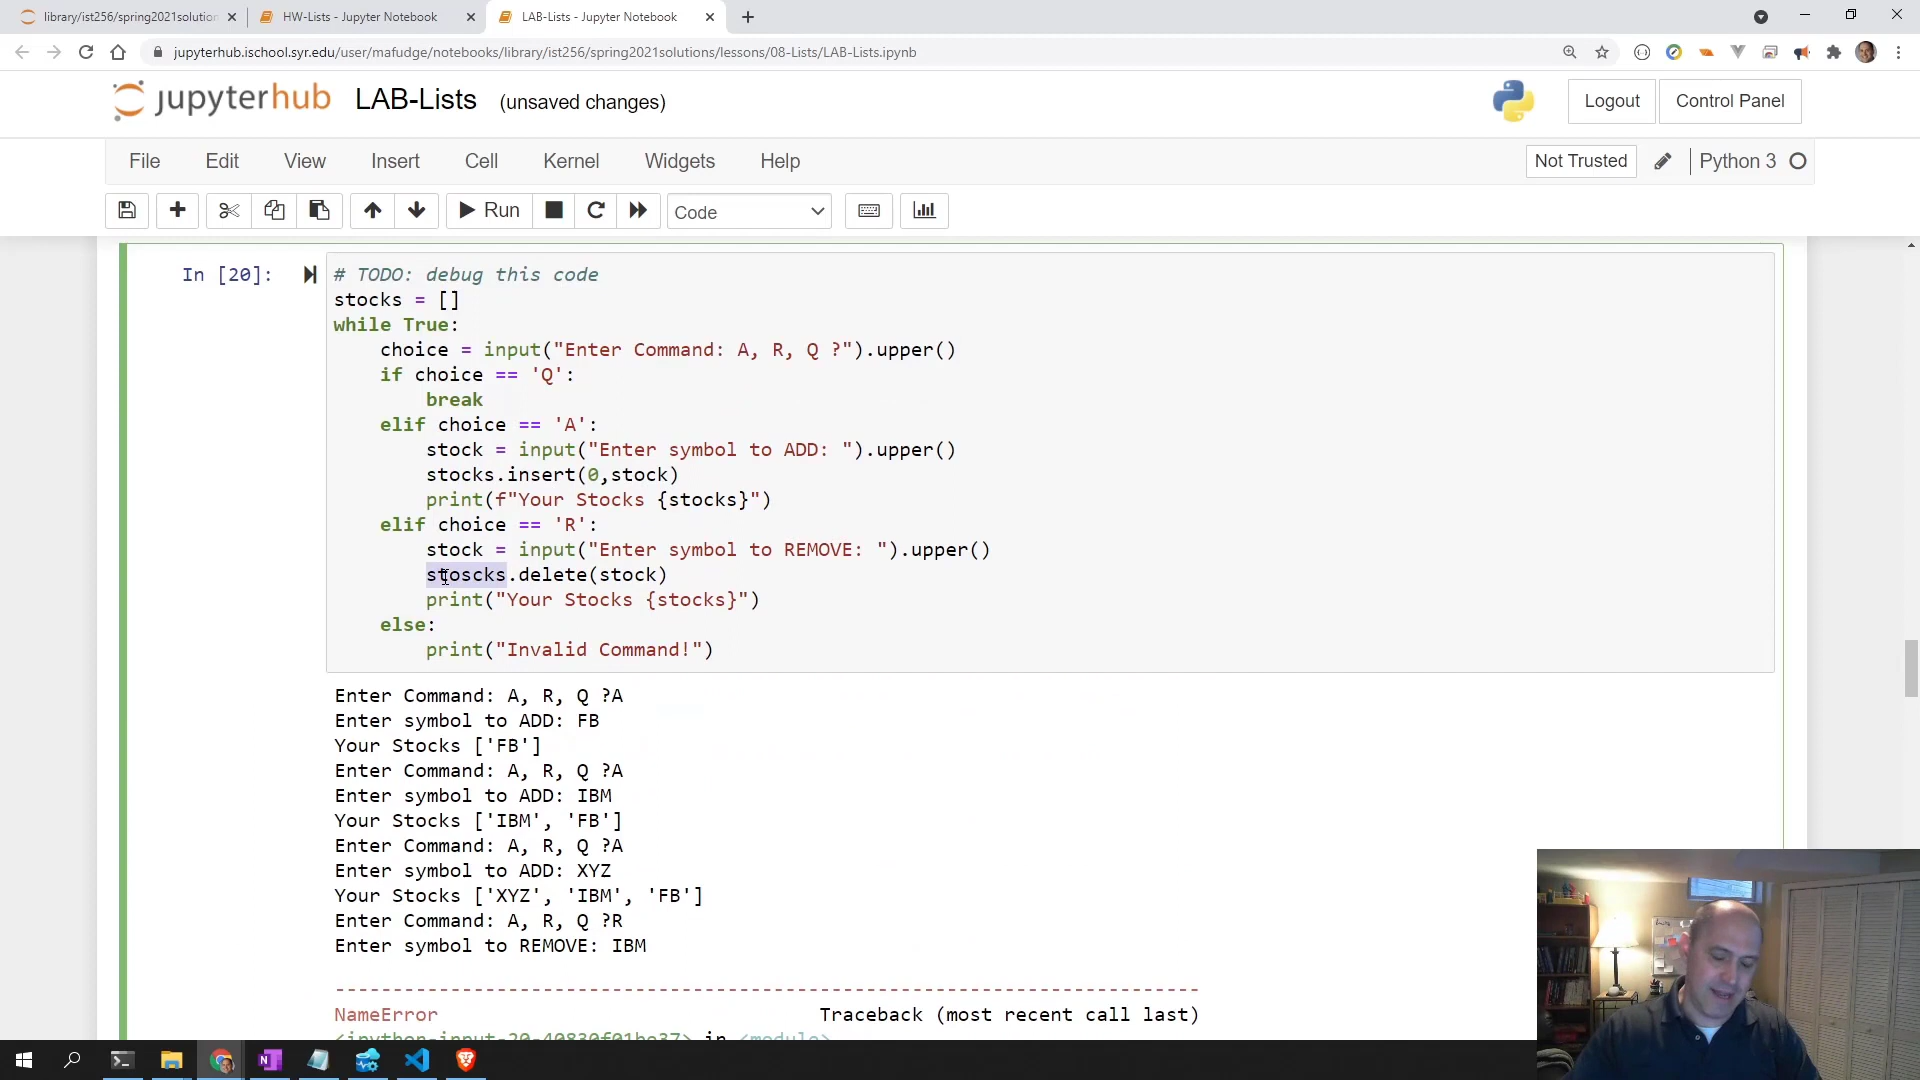 library/ist256/spring2021solution
HW-Lists - Jupyter Notebook
LAB-Lists - Jupyter Notebook
jupyterhub.ischool.syr.edu/user/mafudge/notebooks/library/ist256/spring2021solutions/lessons/08-Lists/LAB-Lists.ipynb
jupyterhub LAB-Lists (unsaved changes)
Logout
Control Panel
File Edit View Insert Cell Kernel Widgets Help
Not Trusted
Python 3
Run
Code
In [20]:
# TODO: debug this code
stocks = []
while True:
    choice = input("Enter Command: A, R, Q ?").upper()
    if choice == 'Q':
        break
    elif choice == 'A':
        stock = input("Enter symbol to ADD: ").upper()
        stocks.insert(0,stock)
        print(f"Your Stocks {stocks}")
    elif choice == 'R':
        stock = input("Enter symbol to REMOVE: ").upper()
        stoscks.delete(stock)
        print("Your Stocks {stocks}")
    else:
        print("Invalid Command!")
Enter Command: A, R, Q ?A
Enter symbol to ADD: FB
Your Stocks ['FB']
Enter Command: A, R, Q ?A
Enter symbol to ADD: IBM
Your Stocks ['IBM', 'FB']
Enter Command: A, R, Q ?A
Enter symbol to ADD: XYZ
Your Stocks ['XYZ', 'IBM', 'FB']
Enter Command: A, R, Q ?R
Enter symbol to REMOVE: IBM
---------------------------------------------------------------------------
NameError Traceback (most recent call last)
<ipython-input-20-40830f01be37> in <module>